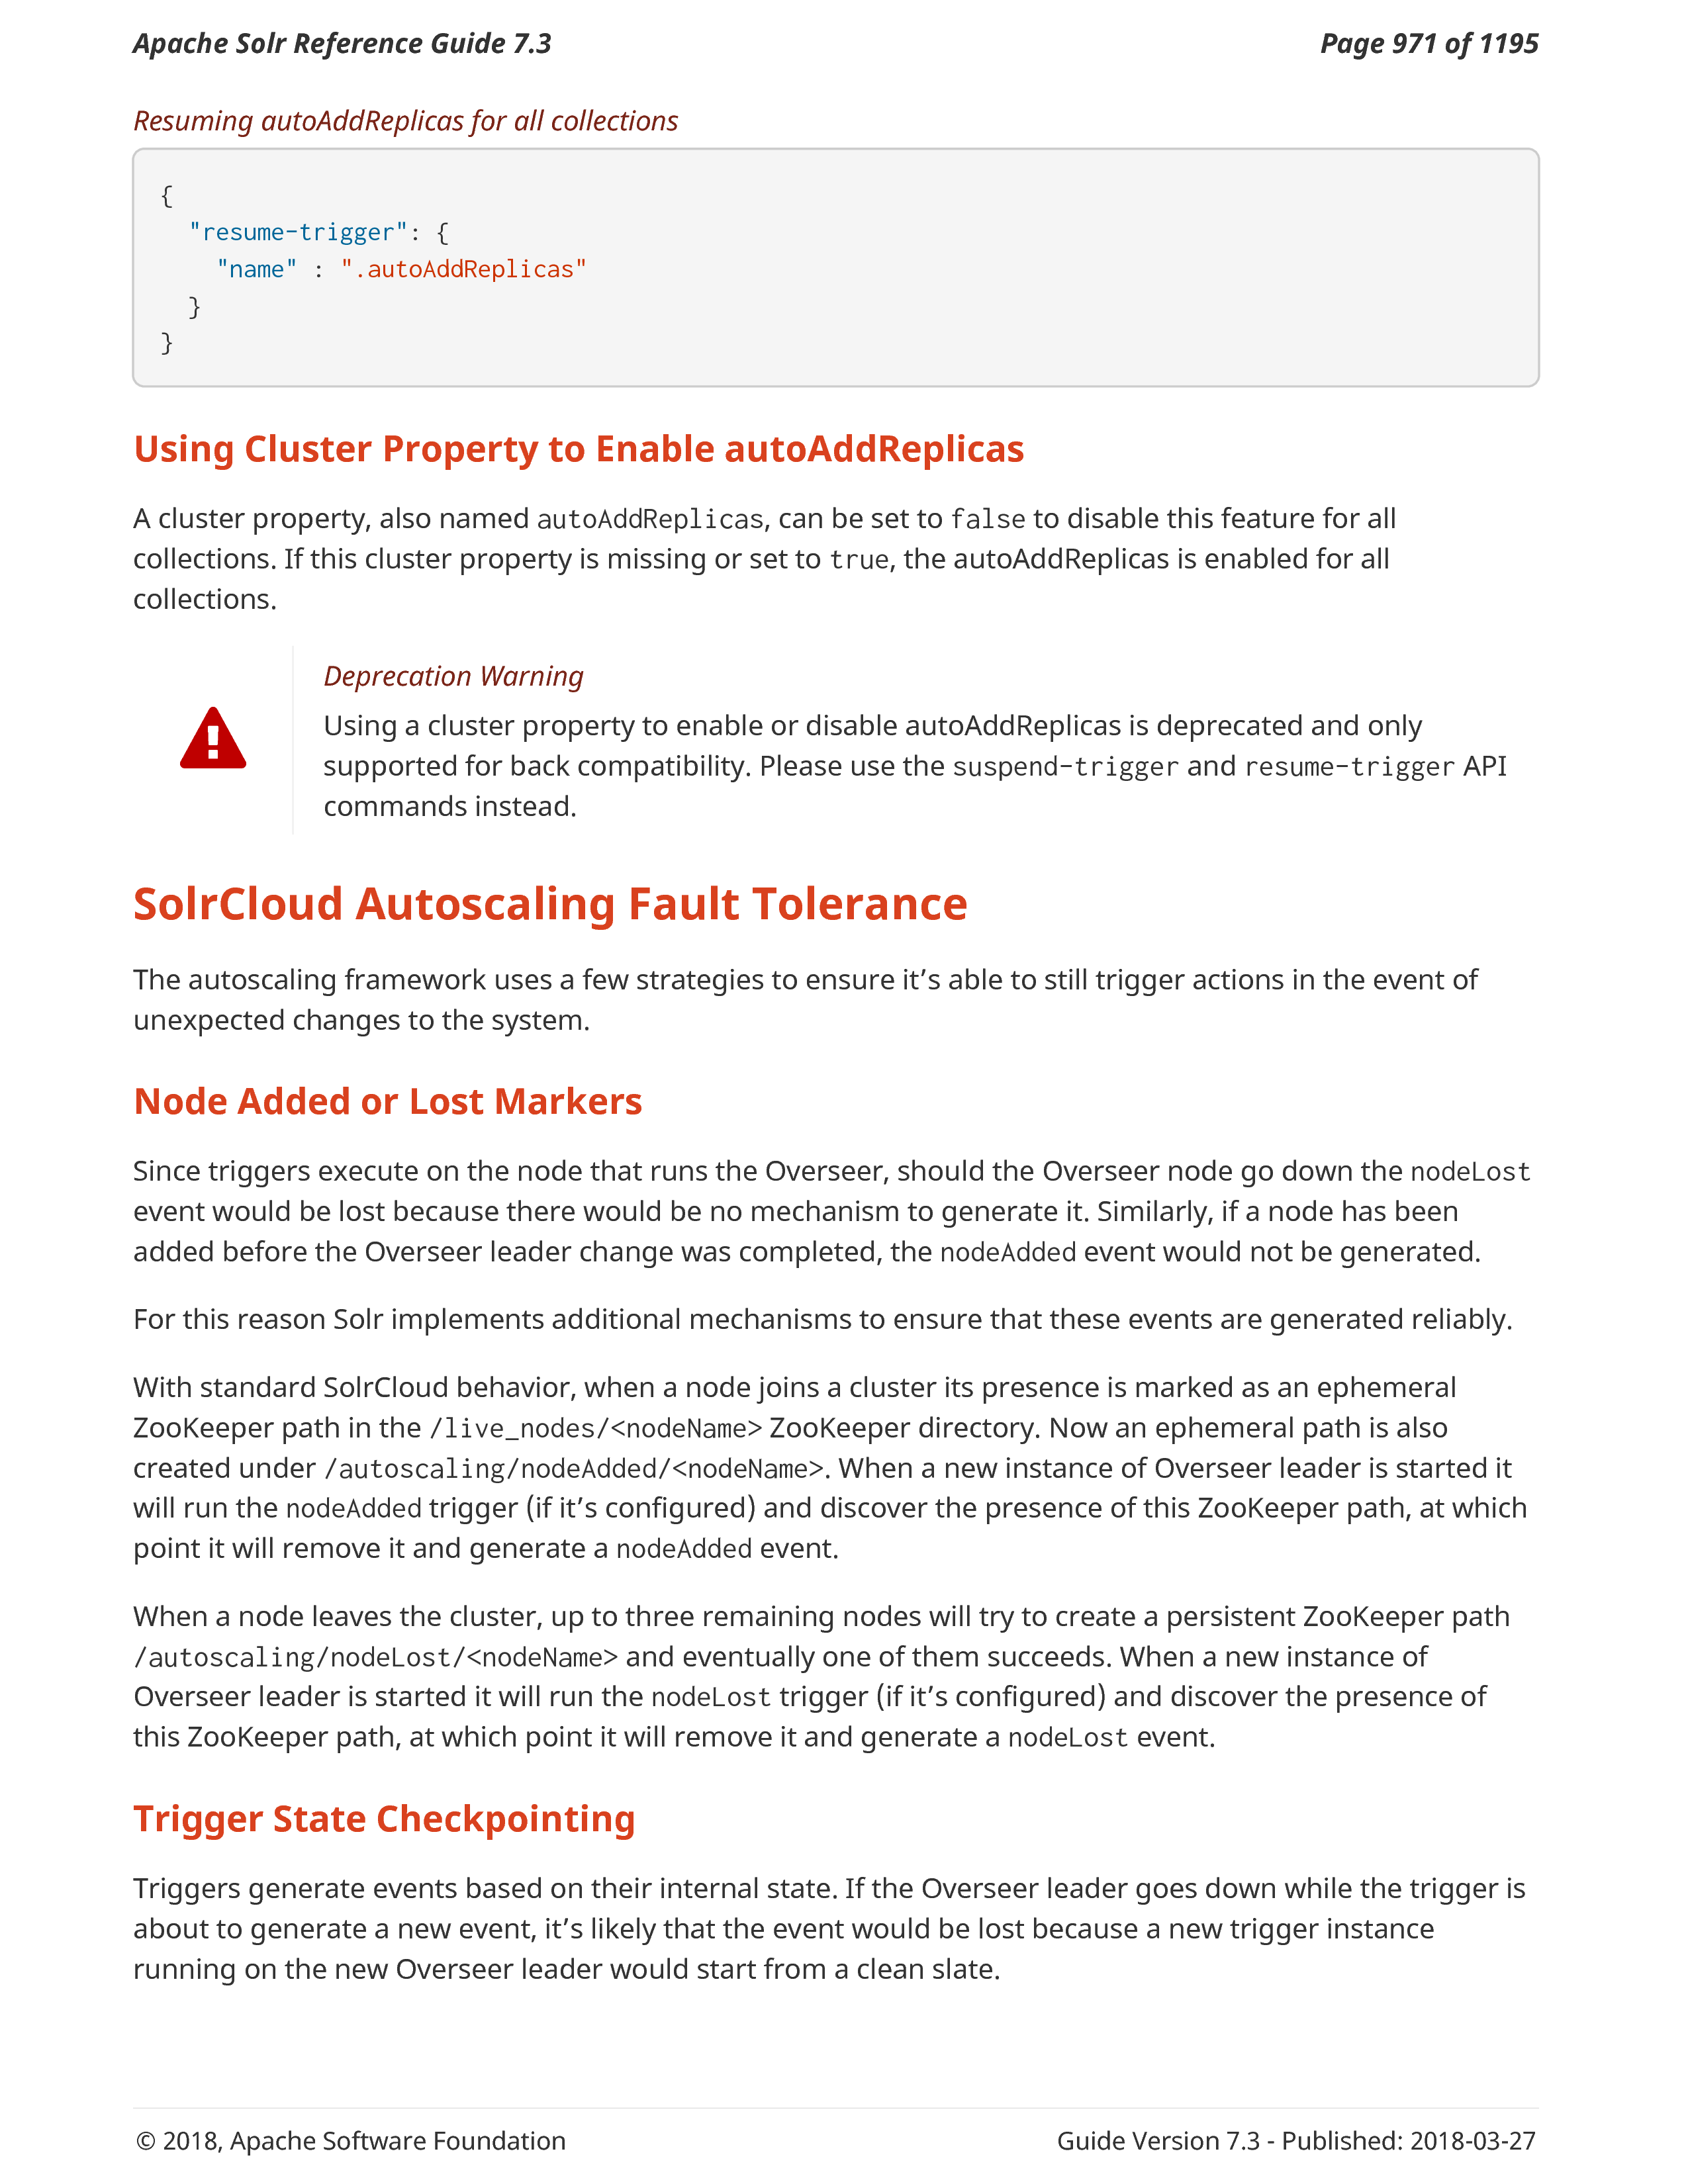 Apache Solr Reference Guide 7.3 Page 971 of 1195
Resuming autoAddReplicas for all collections
{
  "resume-trigger": {
    "name" : ".autoAddReplicas"
  }
}
Using Cluster Property to Enable autoAddReplicas
A cluster property, also named autoAddReplicas, can be set to false to disable this feature for all
collections. If this cluster property is missing or set to true, the autoAddReplicas is enabled for all
collections.
Deprecation Warning
Using a cluster property to enable or disable autoAddReplicas is deprecated and only
supported for back compatibility. Please use the suspend-trigger and resume-trigger API
commands instead.
SolrCloud Autoscaling Fault Tolerance
The autoscaling framework uses a few strategies to ensure it’s able to still trigger actions in the event of
unexpected changes to the system.
Node Added or Lost Markers
Since triggers execute on the node that runs the Overseer, should the Overseer node go down the nodeLost
event would be lost because there would be no mechanism to generate it. Similarly, if a node has been
added before the Overseer leader change was completed, the nodeAdded event would not be generated.
For this reason Solr implements additional mechanisms to ensure that these events are generated reliably.
With standard SolrCloud behavior, when a node joins a cluster its presence is marked as an ephemeral
ZooKeeper path in the /live_nodes/<nodeName> ZooKeeper directory. Now an ephemeral path is also
created under /autoscaling/nodeAdded/<nodeName>. When a new instance of Overseer leader is started it
will run the nodeAdded trigger (if it’s configured) and discover the presence of this ZooKeeper path, at which
point it will remove it and generate a nodeAdded event.
When a node leaves the cluster, up to three remaining nodes will try to create a persistent ZooKeeper path
/autoscaling/nodeLost/<nodeName> and eventually one of them succeeds. When a new instance of
Overseer leader is started it will run the nodeLost trigger (if it’s configured) and discover the presence of
this ZooKeeper path, at which point it will remove it and generate a nodeLost event.
Trigger State Checkpointing
Triggers generate events based on their internal state. If the Overseer leader goes down while the trigger is
about to generate a new event, it’s likely that the event would be lost because a new trigger instance
running on the new Overseer leader would start from a clean slate.
© 2018, Apache Software Foundation Guide Version 7.3 - Published: 2018-03-27